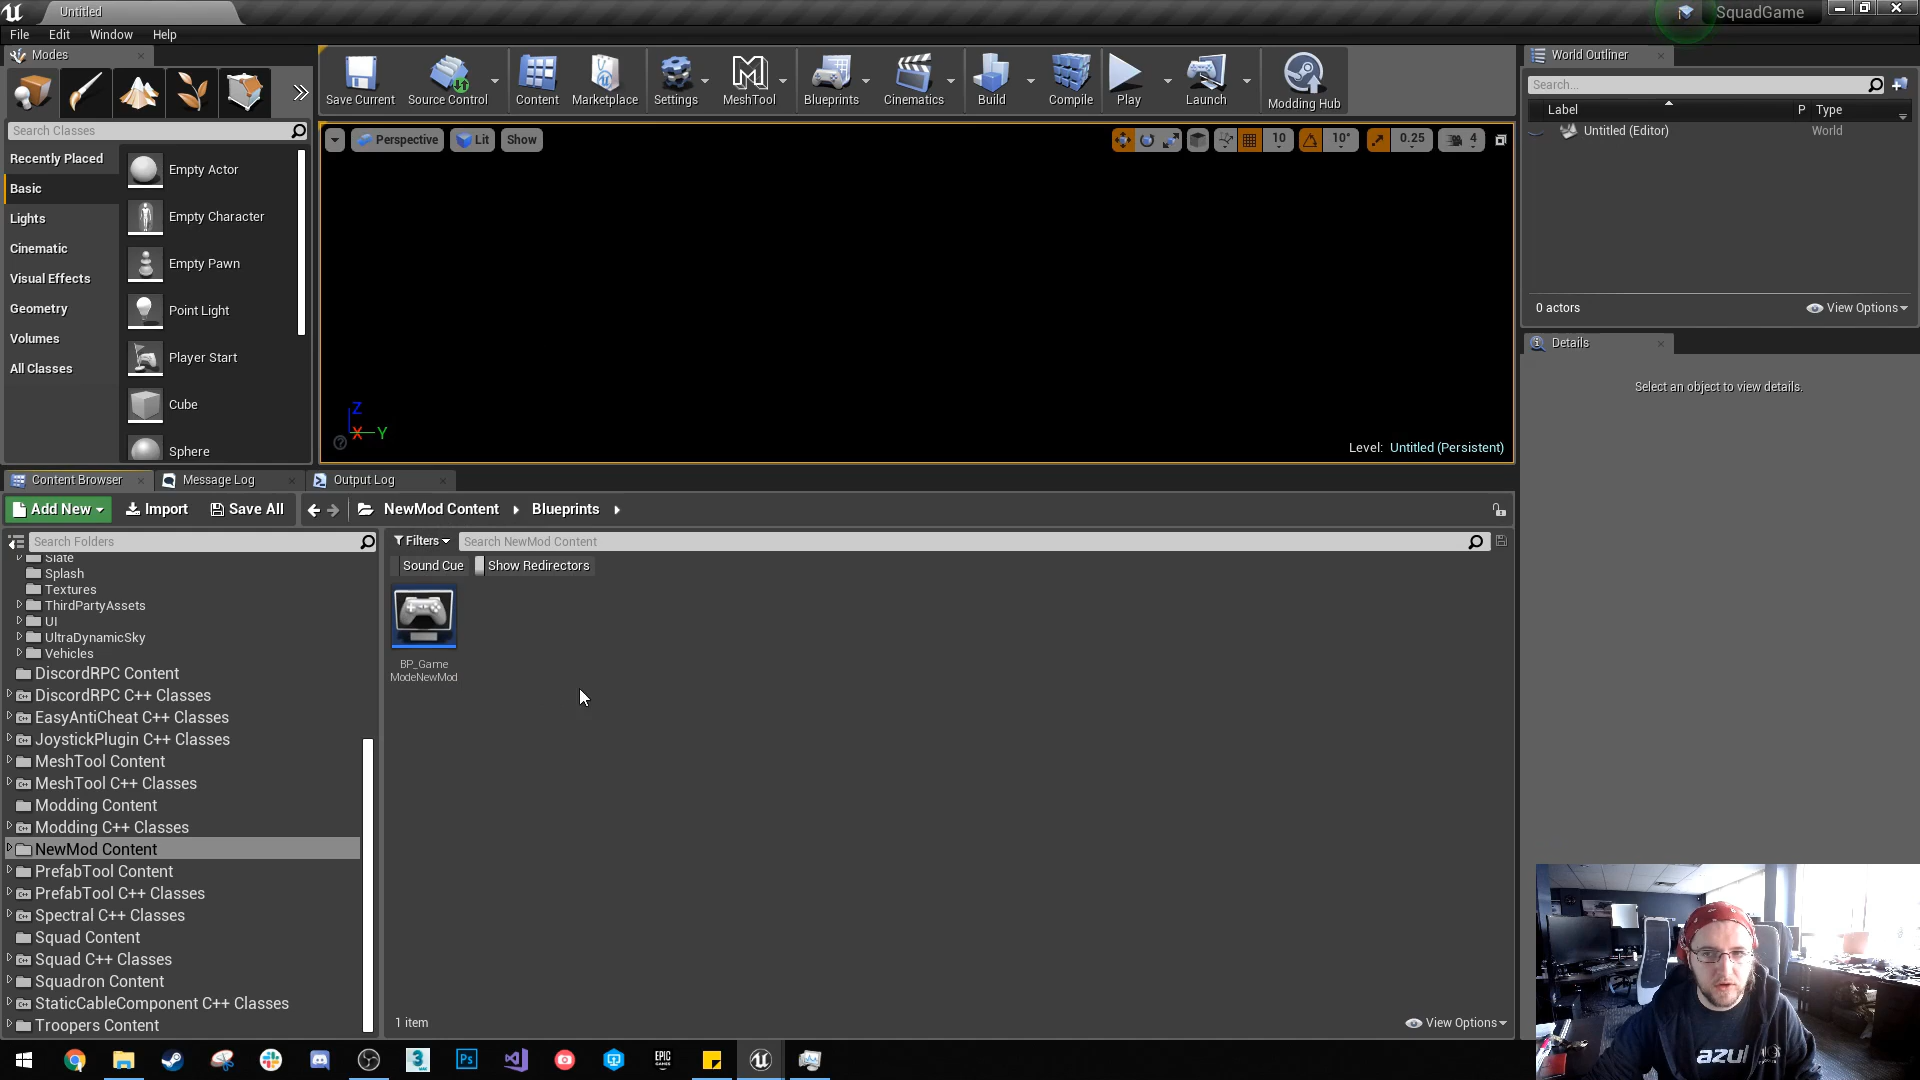 Untitled
SquadGame
File Edit Window Help
Modes
World Outliner
Save Current Source Control Content Marketplace Settings MeshTool Blueprints Cinematics Build Compile Play Launch Modding Hub
Search Classes
Search...
Label P Type
Untitled (Editor) World
Perspective Lit Show
10 10° 0.25 4
Recently Placed
Basic
Lights
Cinematic
Visual Effects
Geometry
Volumes
All Classes
Empty Actor
Empty Character
Empty Pawn
Point Light
Player Start
Cube
Sphere
Z
X Y
Level: Untitled (Persistent)
0 actors View Options
Details
Select an object to view details.
Content Browser Message Log Output Log
Add New Import Save All NewMod Content Blueprints
Search Folders
Filters Search NewMod Content
Sound Cue Show Redirectors
Slate
Splash
Textures
ThirdPartyAssets
UI
UltraDynamicSky
Vehicles
DiscordRPC Content
DiscordRPC C++ Classes
EasyAntiCheat C++ Classes
JoystickPlugin C++ Classes
MeshTool Content
MeshTool C++ Classes
Modding Content
Modding C++ Classes
NewMod Content
PrefabTool Content
PrefabTool C++ Classes
Spectral C++ Classes
Squad Content
Squad C++ Classes
Squadron Content
StaticCableComponent C++ Classes
Troopers Content
BP_Game
ModeNewMod
1 item View Options
azul
EPIC
GAMES
3
Ps